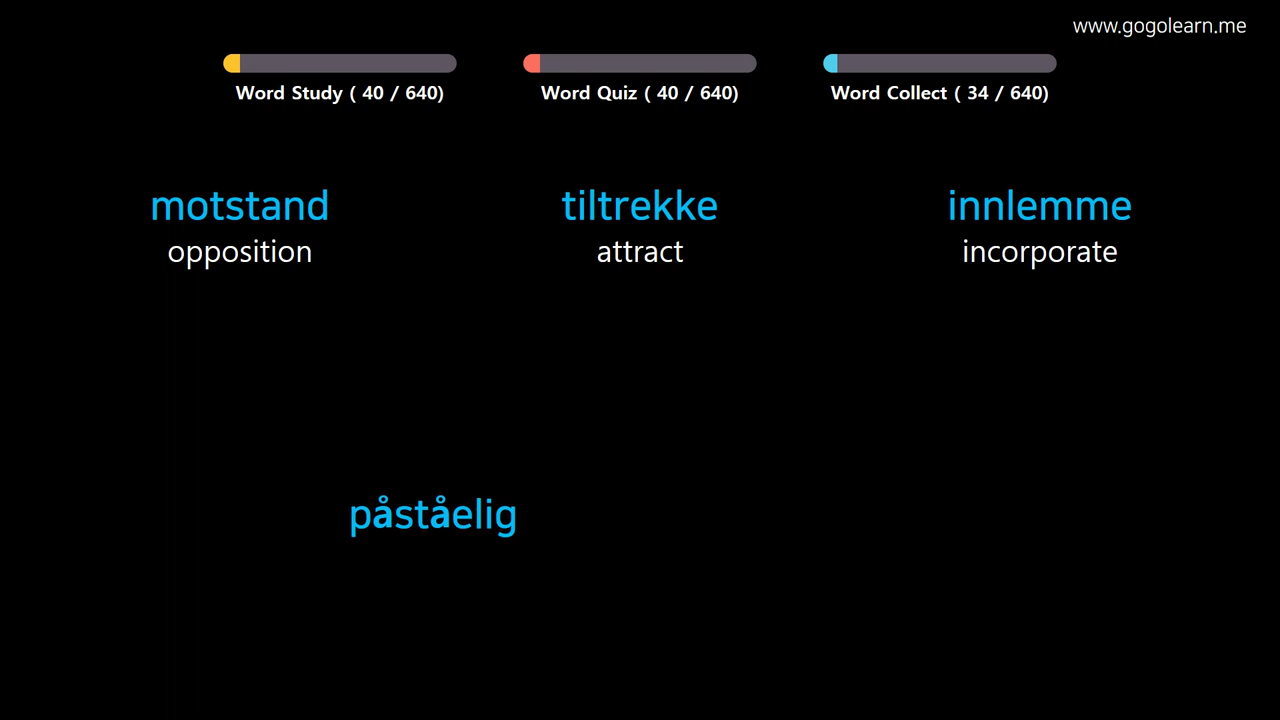 www.gogolearn.me
Word Study ( 40 / 640)
Word Quiz ( 40 / 640)
Word Collect ( 34 / 640)
motstand
tiltrekke
innlemme
opposition
attract
incorporate
påståelig